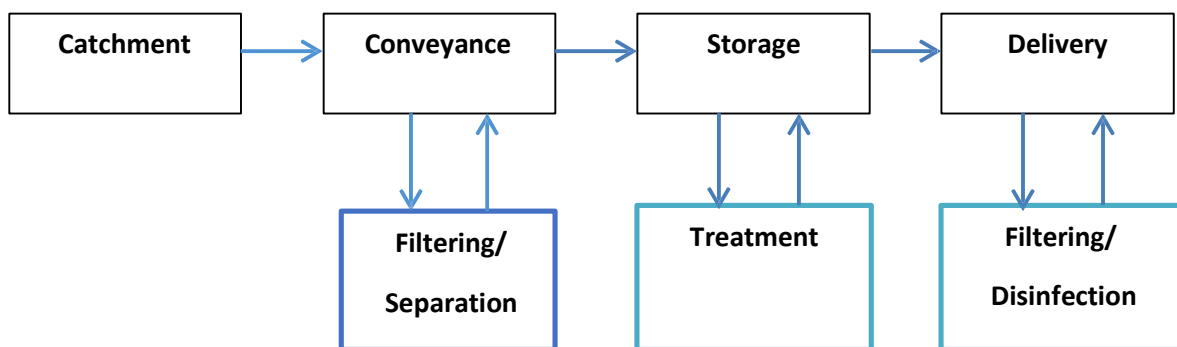 Catchment
Conveyance
Storage
Delivery
Filtering/
Separation
Treatment
Filtering/
Disinfection